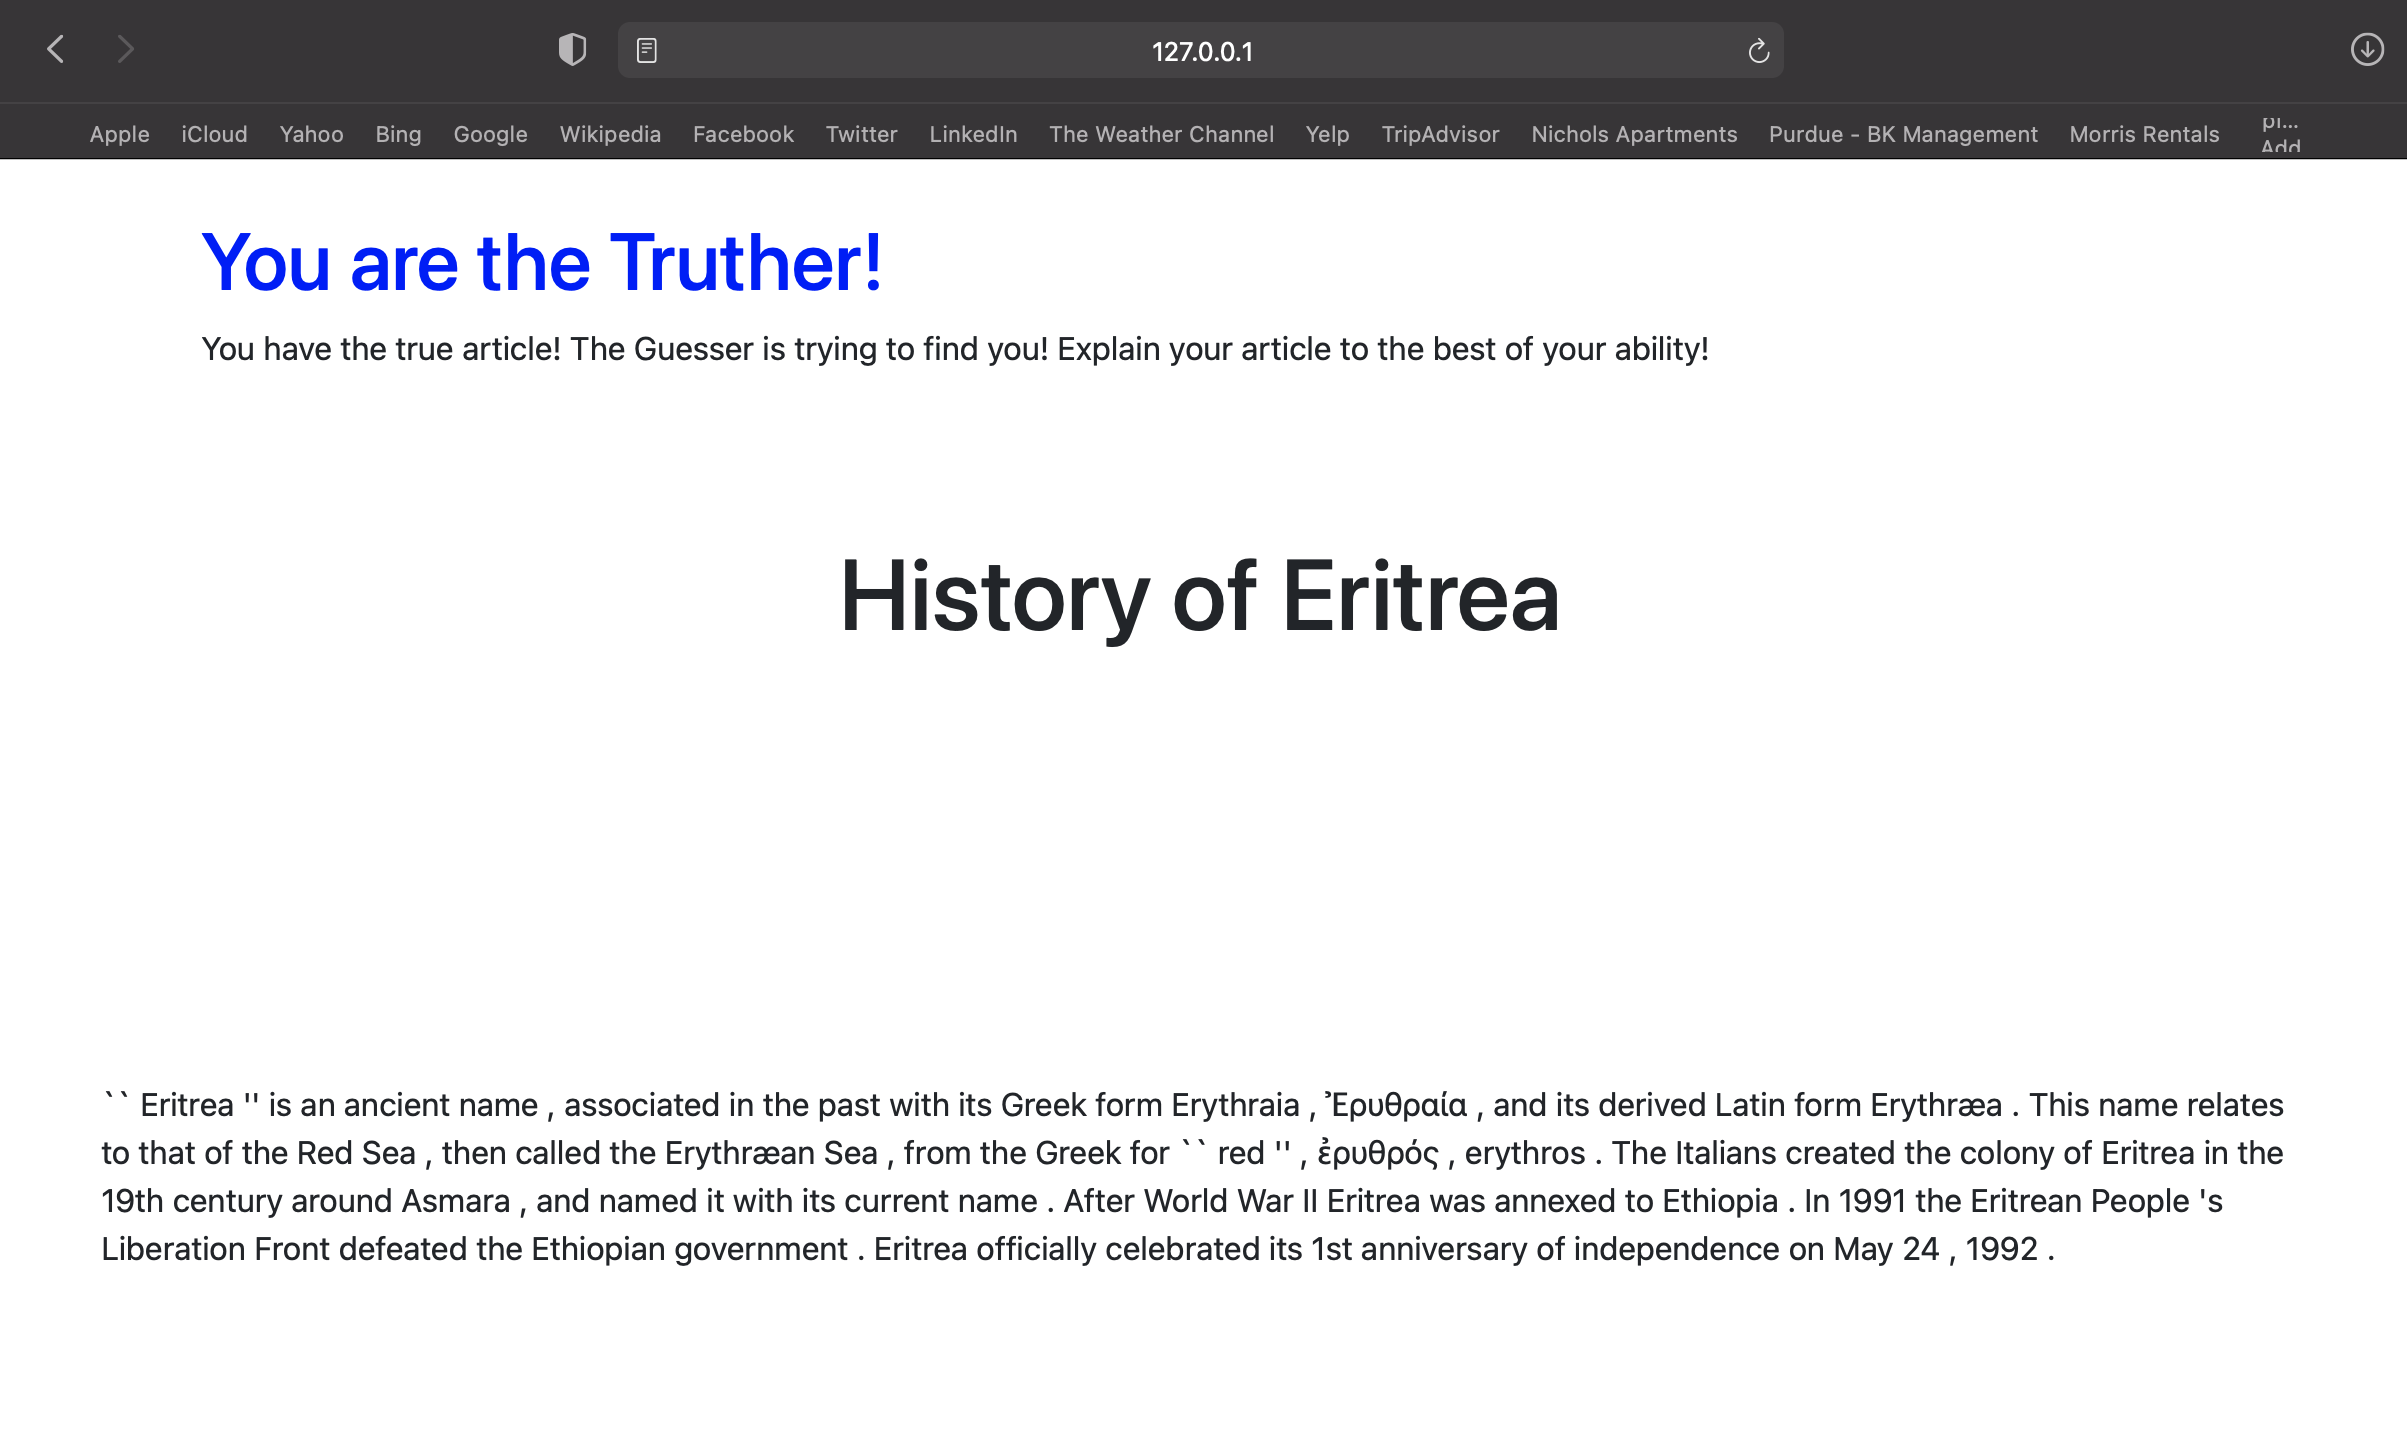 127.0.0.1
Apple iCloud Yahoo Bing Google Wikipedia Facebook Twitter LinkedIn The Weather Channel Yelp TripAdvisor Nichols Apartments Purdue - BK Management Morris Rentals
Add
You are the Truther!
You have the true article! The Guesser is trying to find you! Explain your article to the best of your ability!
History of Eritrea
`` Eritrea '' is an ancient name , associated in the past with its Greek form Erythraia , Ἐρυθραία , and its derived Latin form Erythræa . This name relates
to that of the Red Sea , then called the Erythræan Sea , from the Greek for `` red '' , ἐρυθρός , erythros . The Italians created the colony of Eritrea in the
19th century around Asmara , and named it with its current name . After World War II Eritrea was annexed to Ethiopia . In 1991 the Eritrean People 's
Liberation Front defeated the Ethiopian government . Eritrea officially celebrated its 1st anniversary of independence on May 24 , 1992 .